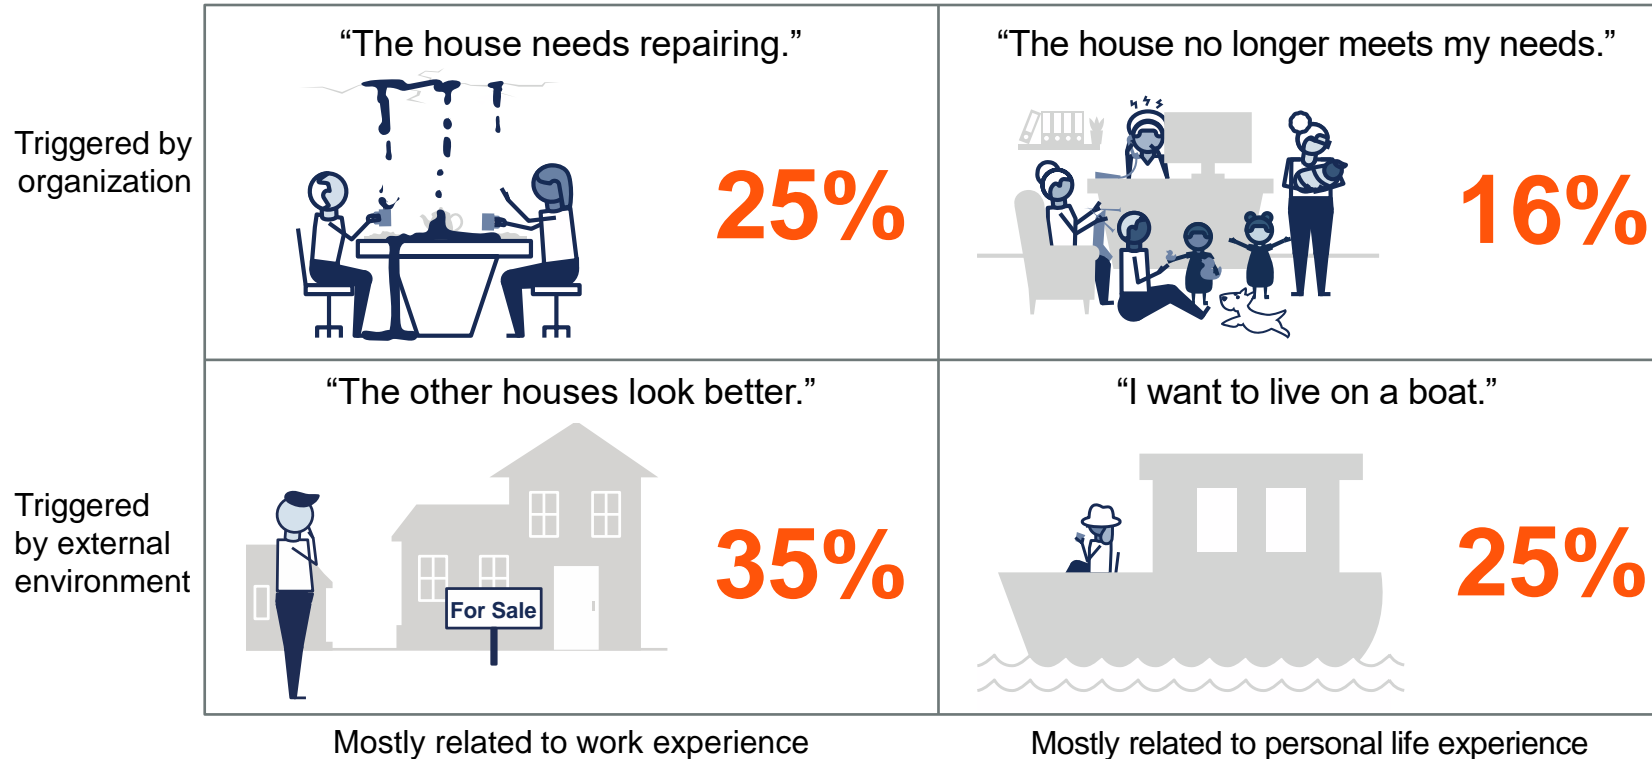 “The house needs repairing.”
“The house no longer meets my needs.”
Triggered by
organization
25%
16%
“The other houses look better.”
“I want to live on a boat.”
Triggered
by external
environment
35%
For Sale
25%
Mostly related to work experience
Mostly related to personal life experience